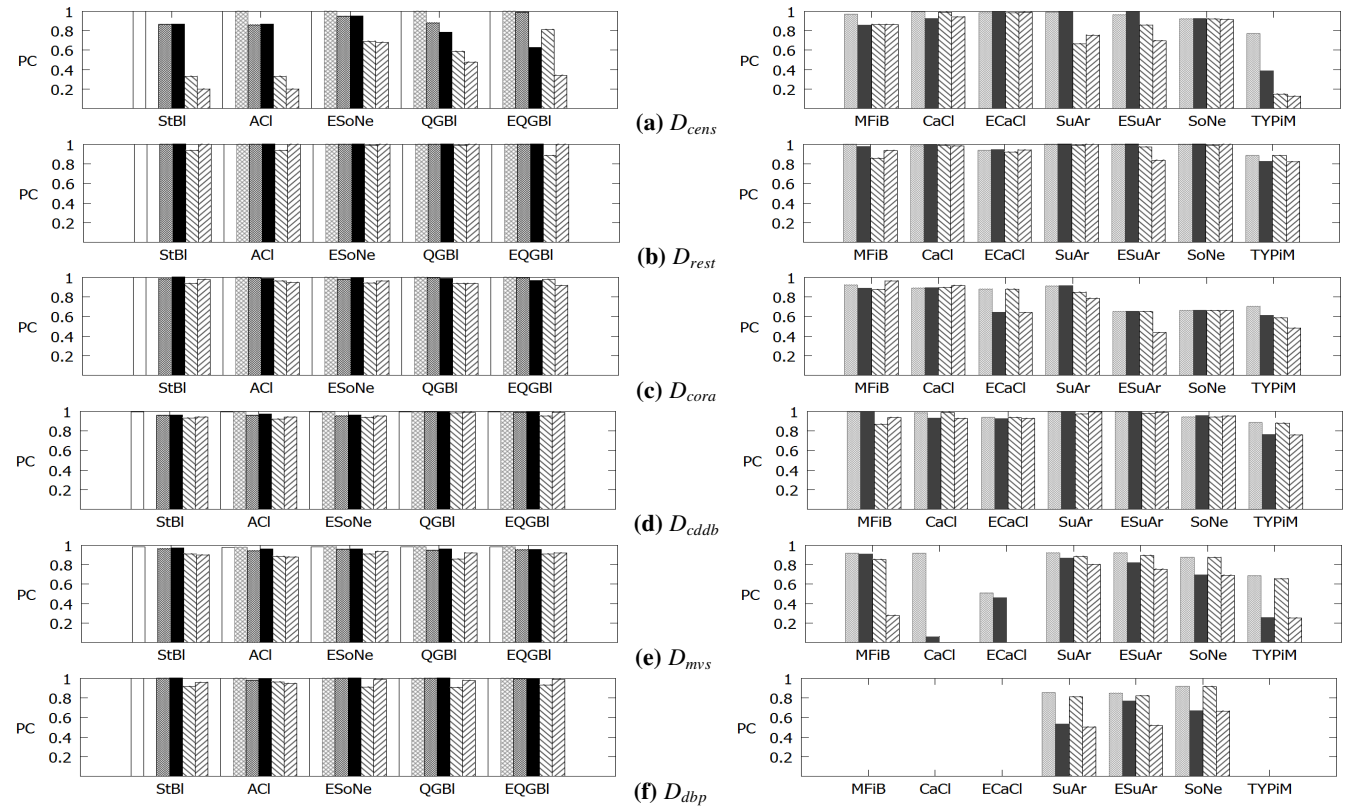 1
0.8
PC 0.6
0.4
0.2
StBl ACl ESoNe QGBl EQGBl
1
0.8
PC 0.6
0.4
0.2
MFiB CaCl ECaCl SuAr ESuAr SoNe TYPiM
(a) D_cens
1
0.8
PC 0.6
0.4
0.2
StBl ACl ESoNe QGBl EQGBl
1
0.8
PC 0.6
0.4
0.2
MFiB CaCl ECaCl SuAr ESuAr SoNe TYPiM
(b) D_rest
1
0.8
PC 0.6
0.4
0.2
StBl ACl ESoNe QGBl EQGBl
1
0.8
PC 0.6
0.4
0.2
MFiB CaCl ECaCl SuAr ESuAr SoNe TYPiM
(c) D_cora
1
0.8
PC 0.6
0.4
0.2
StBl ACl ESoNe QGBl EQGBl
1
0.8
PC 0.6
0.4
0.2
MFiB CaCl ECaCl SuAr ESuAr SoNe TYPiM
(d) D_cddb
1
0.8
PC 0.6
0.4
0.2
StBl ACl ESoNe QGBl EQGBl
1
0.8
PC 0.6
0.4
0.2
MFiB CaCl ECaCl SuAr ESuAr SoNe TYPiM
(e) D_mvs
1
0.8
PC 0.6
0.4
0.2
StBl ACl ESoNe QGBl EQGBl
1
0.8
PC 0.6
0.4
0.2
MFiB CaCl ECaCl SuAr ESuAr SoNe TYPiM
(f) D_dbp